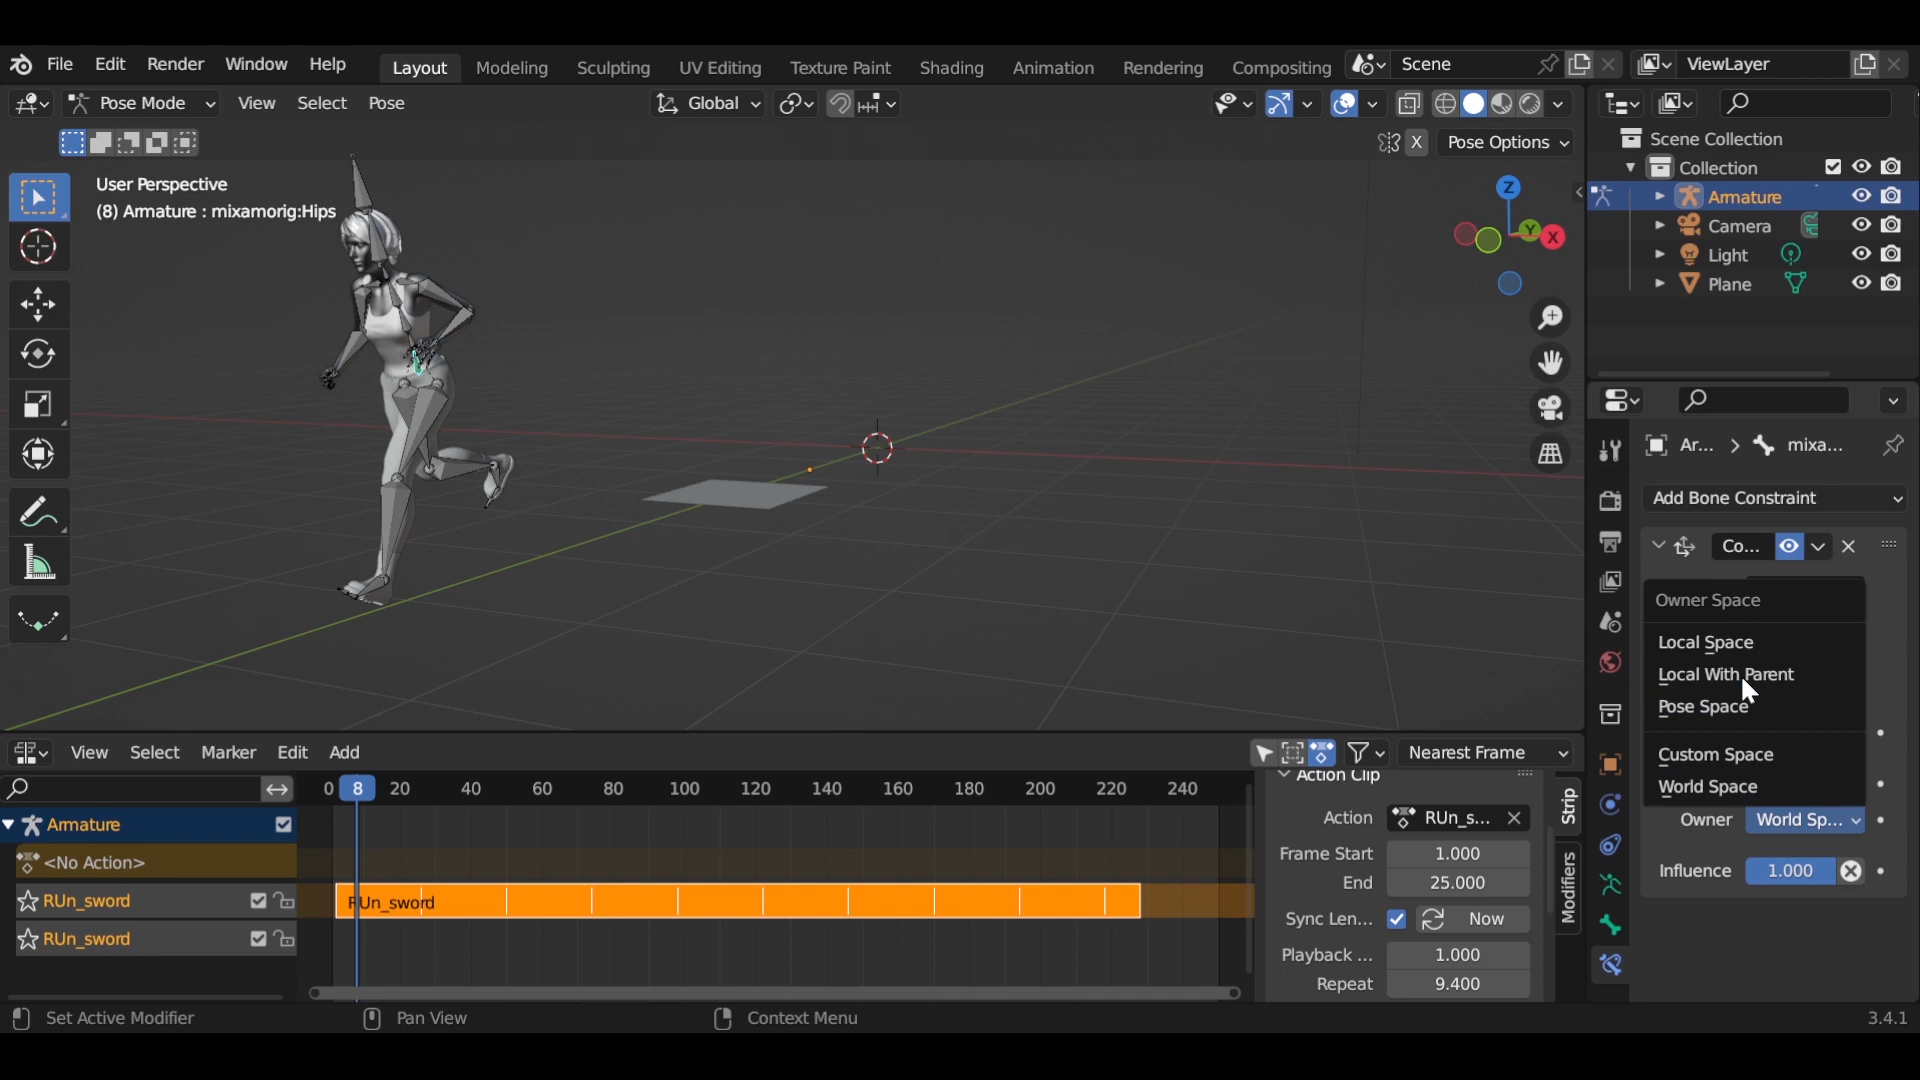 File Edit Render Window Help Layout Modeling Sculpting UV Editing Texture Paint Shading Animation Rendering Compositing Scene ViewLayer
Pose Mode View Select Pose Global
X Pose Options
User Perspective
(8) Armature : mixamorig:Hips
Z
Y
X
Scene Collection
Collection
Armature
Camera
Light
Plane
Ar... mixa...
Add Bone Constraint
Co...
Owner Space
Local Space
Local With Parent
Pose Space
Custom Space
World Space
Owner World Sp...
Influence 1.000
View Select Marker Edit Add Nearest Frame
0 8 20 40 60 80 100 120 140 160 180 200 220 240
Armature
<No Action>
RUn_sword
RUn_sword
RUn_sword
Action Clip
Action RUn_s...
Frame Start 1.000
End 25.000
Sync Len... Now
Playback ... 1.000
Repeat 9.400
Strip
Modifiers
Set Active Modifier Pan View Context Menu 3.4.1